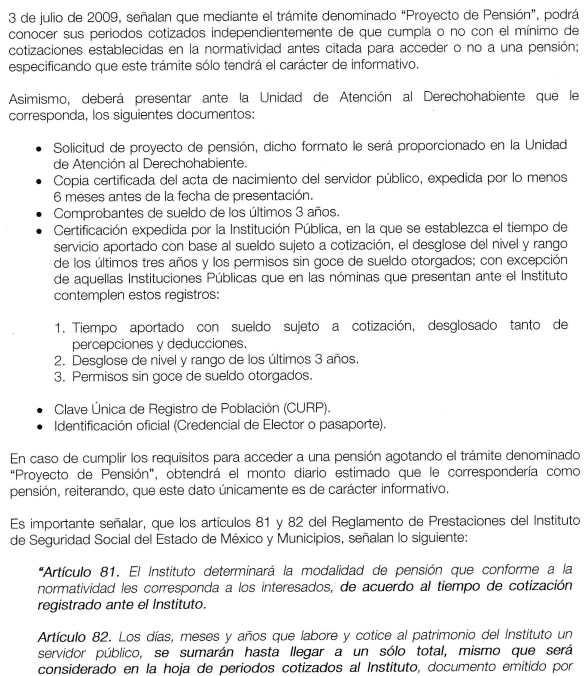 3 de julio de 2009, señalan que mediante el trámite denominado “Proyecto de Pensión”, podrá
conocer sus periodos cotizados independientemente de que cumpla o no con el mínimo de
cotizaciones establecidas en la normatividad antes citada para acceder o no a una pensión;
especificando que este trámite sólo tendrá el carácter de informativo.
Asimismo, deberá presentar ante la Unidad de Atención al Derechohabiente que le
corresponda, los siguientes documentos:
• Solicitud de proyecto de pensión, dicho formato le será proporcionado en la Unidad
de Atención al Derechohabiente.
• Copia certificada del acta de nacimiento del servidor público, expedida por lo menos
6 meses antes de la fecha de presentación.
• Comprobantes de sueldo de los últimos 3 años.
• Certificación expedida por la Institución Pública, en la que se establezca el tiempo de
servicio aportado con base al sueldo sujeto a cotización, el desglose del nivel y rango
de los últimos tres años y los permisos sin goce de sueldo otorgados; con excepción
de aquellas Instituciones Públicas que en las nóminas que presentan ante el Instituto
contemplen estos registros:
1. Tiempo aportado con sueldo sujeto a cotización, desglosado tanto de
percepciones y deducciones.
2. Desglose de nivel y rango de los últimos 3 años.
3. Permisos sin goce de sueldo otorgados.
• Clave Única de Registro de Población (CURP).
• Identificación oficial (Credencial de Elector o pasaporte).
En caso de cumplir los requisitos para acceder a una pensión agotando el trámite denominado
“Proyecto de Pensión”, obtendrá el monto diario estimado que le correspondería como
pensión, reiterando, que este dato únicamente es de carácter informativo.
Es importante señalar, que los artículos 81 y 82 del Reglamento de Prestaciones del Instituto
de Seguridad Social del Estado de México y Municipios, señalan lo siguiente:
“Artículo 81. El Instituto determinará la modalidad de pensión que conforme a la
normatividad les corresponda a los interesados, de acuerdo al tiempo de cotización
registrado ante el Instituto.
Artículo 82. Los días, meses y años que labore y cotice al patrimonio del Instituto un
servidor público, se sumarán hasta llegar a un sólo total, mismo que será
considerado en la hoja de periodos cotizados al Instituto, documento emitido por